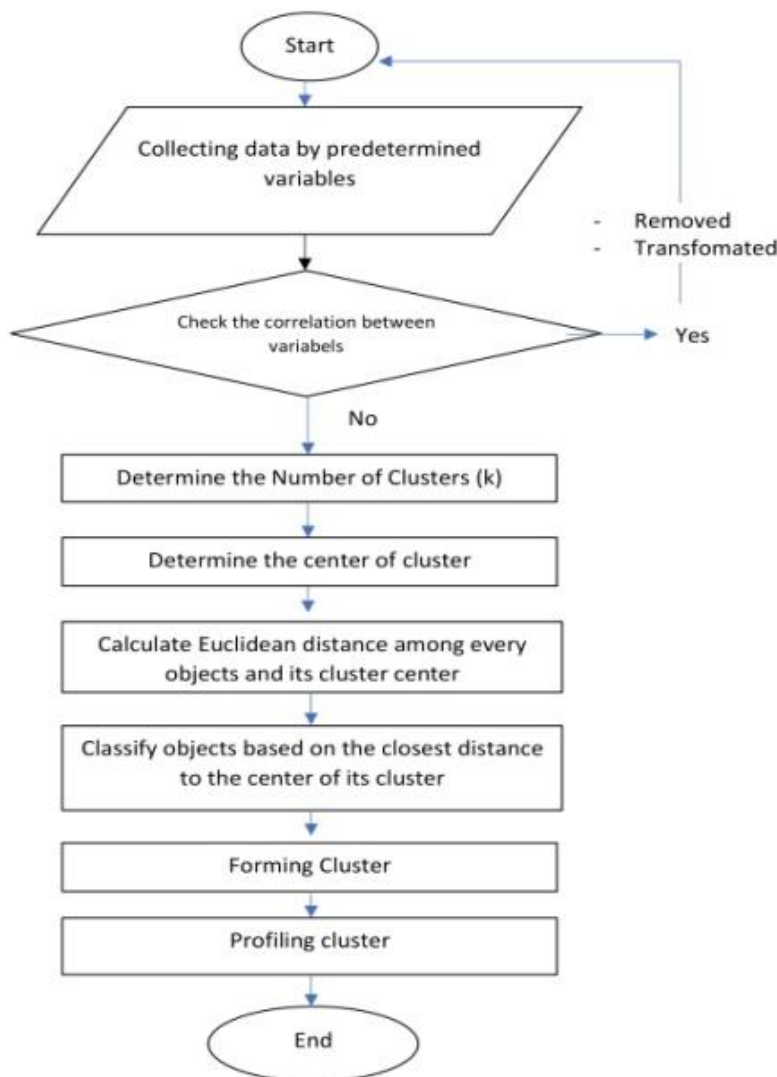 Start
Collecting data by predetermined
variables
- Removed
- Transfomated
Check the correlation between
variabels
Yes
No
Determine the Number of Clusters (k)
Determine the center of cluster
Calculate Euclidean distance among every
objects and its cluster center
Classify objects based on the closest distance
to the center of its cluster
Forming Cluster
Profiling cluster
End